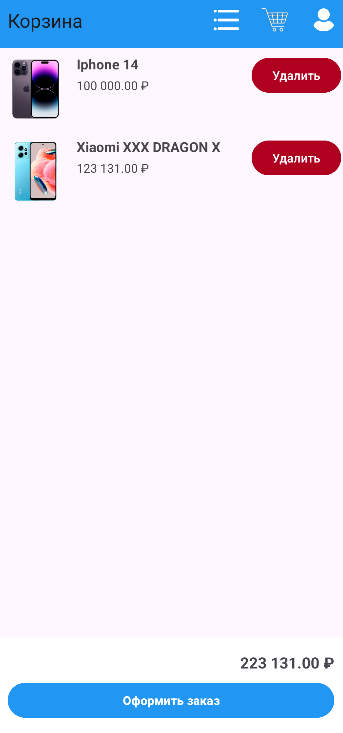 Корзина
Iphone 14
100 000.00 ₽
Удалить
Xiaomi XXX DRAGON X
123 131.00 ₽
Удалить
223 131.00 ₽
Оформить заказ